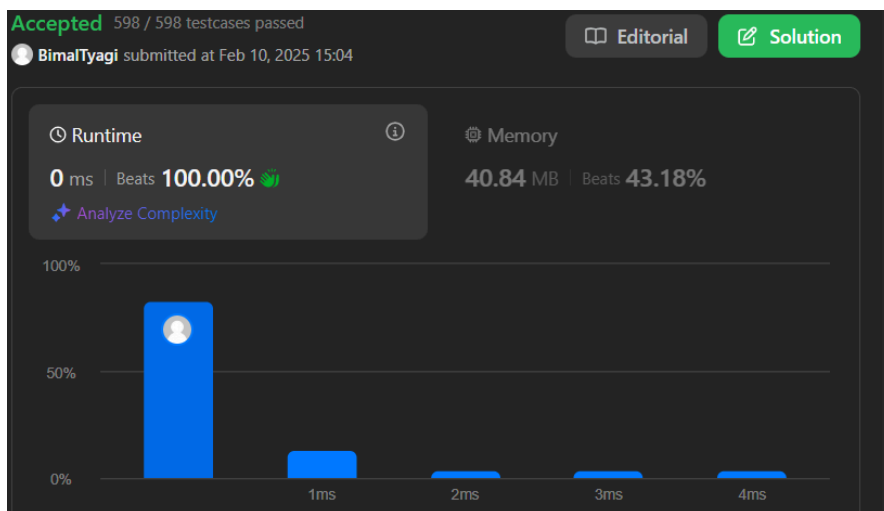 Accepted 598 / 598 testcases passed
BimalTyagi submitted at Feb 10, 2025 15:04
Editorial
Solution
Runtime
0 ms | Beats 100.00%
Analyze Complexity
Memory
40.84 MB | Beats 43.18%
100%
50%
0%
1ms 2ms 3ms 4ms